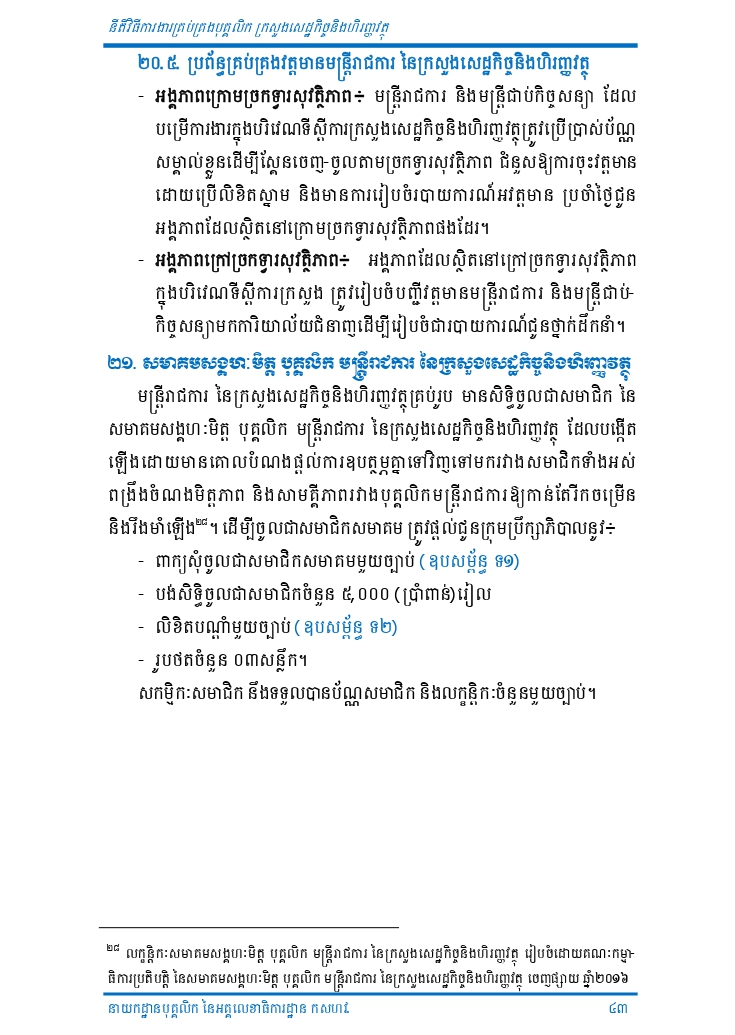 នីតិវិធីការងារគ្រប់គ្រងបុគ្គលិក ក្រសួងសេដ្ឋកិច្ចនិងហិរញ្ញវត្ថុ
២០.៥. ប្រព័ន្ធគ្រប់គ្រងវត្តមានមន្ត្រីរាជការ នៃក្រសួងសេដ្ឋកិច្ចនិងហិរញ្ញវត្ថុ
- អង្គភាពក្រោមច្រកទ្វារសុវត្ថិភាព÷ មន្ត្រីរាជការ និងមន្ត្រីជាប់កិច្ចសន្យា ដែល
បម្រើការងារក្នុងបរិវេណទីស្តីការក្រសួងសេដ្ឋកិច្ចនិងហិរញ្ញវត្ថុត្រូវប្រើប្រាស់ប័ណ្ណ
សម្គាល់ខ្លួនដើម្បីស្កែនចេញ-ចូលតាមច្រកទ្វារសុវត្ថិភាព ជំនួសឱ្យការចុះវត្តមាន
ដោយប្រើលិខិតស្នាម និងមានការរៀបចំរបាយការណ៍អវត្តមាន ប្រចាំថ្ងៃជូន
អង្គភាពដែលស្ថិតនៅក្រោមច្រកទ្វារសុវត្ថិភាពផងដែរ។
- អង្គភាពក្រៅច្រកទ្វារសុវត្ថិភាព÷ អង្គភាពដែលស្ថិតនៅក្រៅច្រកទ្វារសុវត្ថិភាព
ក្នុងបរិវេណទីស្តីការក្រសួង ត្រូវរៀបចំបញ្ជីវត្តមានមន្ត្រីរាជការ និងមន្ត្រីជាប់-
កិច្ចសន្យាមកការិយាល័យជំនាញដើម្បីរៀបចំជារបាយការណ៍ជូនថ្នាក់ដឹកនាំ។
២១. សមាគមសង្គហៈមិត្ត បុគ្គលិក មន្ត្រីរាជការ នៃក្រសួងសេដ្ឋកិច្ចនិងហិរញ្ញវត្ថុ
មន្ត្រីរាជការ នៃក្រសួងសេដ្ឋកិច្ចនិងហិរញ្ញវត្ថុគ្រប់រូប មានសិទ្ធិចូលជាសមាជិក នៃ
សមាគមសង្គហៈមិត្ត បុគ្គលិក មន្ត្រីរាជការ នៃក្រសួងសេដ្ឋកិច្ចនិងហិរញ្ញវត្ថុ ដែលបង្កើត
ឡើងដោយមានគោលបំណងផ្តល់ការឧបត្ថម្ភគ្នាទៅវិញទៅមករវាងសមាជិកទាំងអស់
ពង្រឹងចំណងមិត្តភាព និងសាមគ្គីភាពរវាងបុគ្គលិកមន្ត្រីរាជការឱ្យកាន់តែរីកចម្រើន
និងរឹងមាំឡើង២៨។ ដើម្បីចូលជាសមាជិកសមាគម ត្រូវផ្តល់ជូនក្រុមប្រឹក្សាភិបាលនូវ÷
- ពាក្យសុំចូលជាសមាជិកសមាគមមួយច្បាប់ (ឧបសម្ព័ន្ធ ទ១)
- បង់សិទ្ធិចូលជាសមាជិកចំនួន ៥,០០០ (ប្រាំពាន់) រៀល
- លិខិតបណ្តាំមួយច្បាប់ (ឧបសម្ព័ន្ធ ទ២)
- រូបថតចំនួន ០៣សន្លឹក។
សកម្មិកៈសមាជិក នឹងទទួលបានប័ណ្ណសមាជិក និងលក្ខន្តិកៈចំនួនមួយច្បាប់។
២៨ លក្ខន្តិកៈសមាគមសង្គហៈមិត្ត បុគ្គលិក មន្ត្រីរាជការ នៃក្រសួងសេដ្ឋកិច្ចនិងហិរញ្ញវត្ថុ រៀបចំដោយគណៈកម្មា-
ធិការប្រតិបត្តិ នៃសមាគមសង្គហៈមិត្ត បុគ្គលិក មន្ត្រីរាជការ នៃក្រសួងសេដ្ឋកិច្ចនិងហិរញ្ញវត្ថុ ចេញផ្សាយ ឆ្នាំ២០១៦
នាយកដ្ឋានបុគ្គលិក នៃអគ្គលេខាធិការដ្ឋាន កសហវ. ៤៣